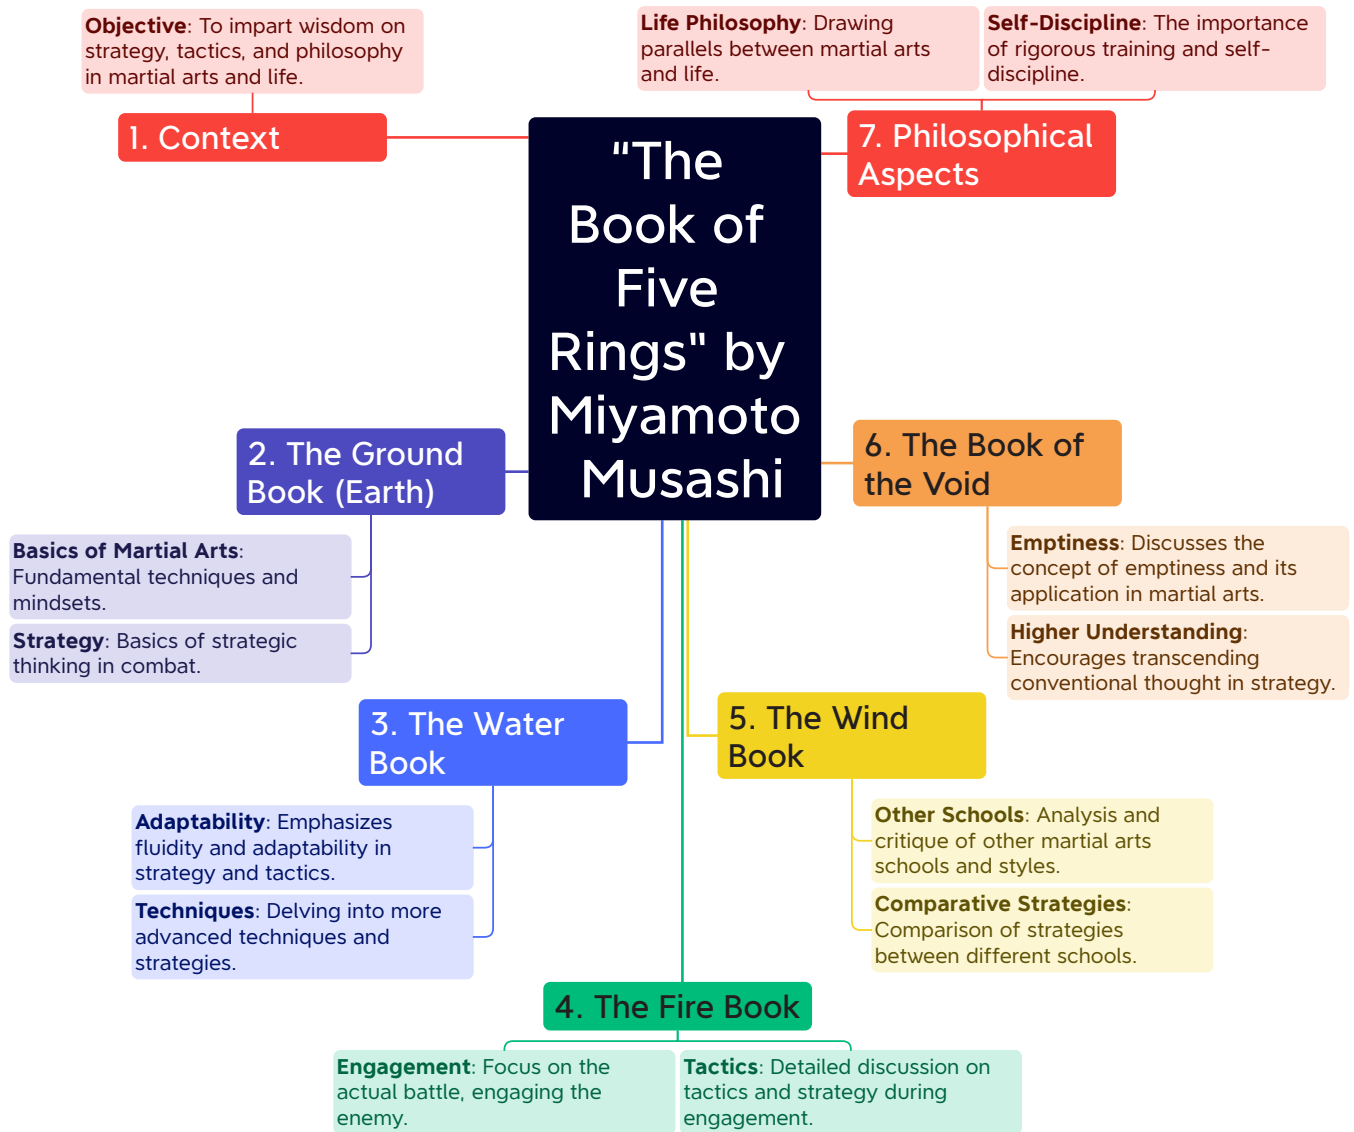 "The
Book of
Five
Rings" by
Miyamoto
Musashi
1. Context
Objective: To impart wisdom on
strategy, tactics, and philosophy
in martial arts and life.
2. The Ground
Book (Earth)
Basics of Martial Arts:
Fundamental techniques and
mindsets.
Strategy: Basics of strategic
thinking in combat.
3. The Water
Book
Adaptability: Emphasizes
fluidity and adaptability in
strategy and tactics.
Techniques: Delving into more
advanced techniques and
strategies.
4. The Fire Book
Engagement: Focus on the
actual battle, engaging the
enemy.
Tactics: Detailed discussion on
tactics and strategy during
engagement.
5. The Wind
Book
Other Schools: Analysis and
critique of other martial arts
schools and styles.
Comparative Strategies:
Comparison of strategies
between different schools.
6. The Book of
the Void
Emptiness: Discusses the
concept of emptiness and its
application in martial arts.
Higher Understanding:
Encourages transcending
conventional thought in strategy.
7. Philosophical
Aspects
Life Philosophy: Drawing
parallels between martial arts
and life.
Self-Discipline: The importance
of rigorous training and self-
discipline.